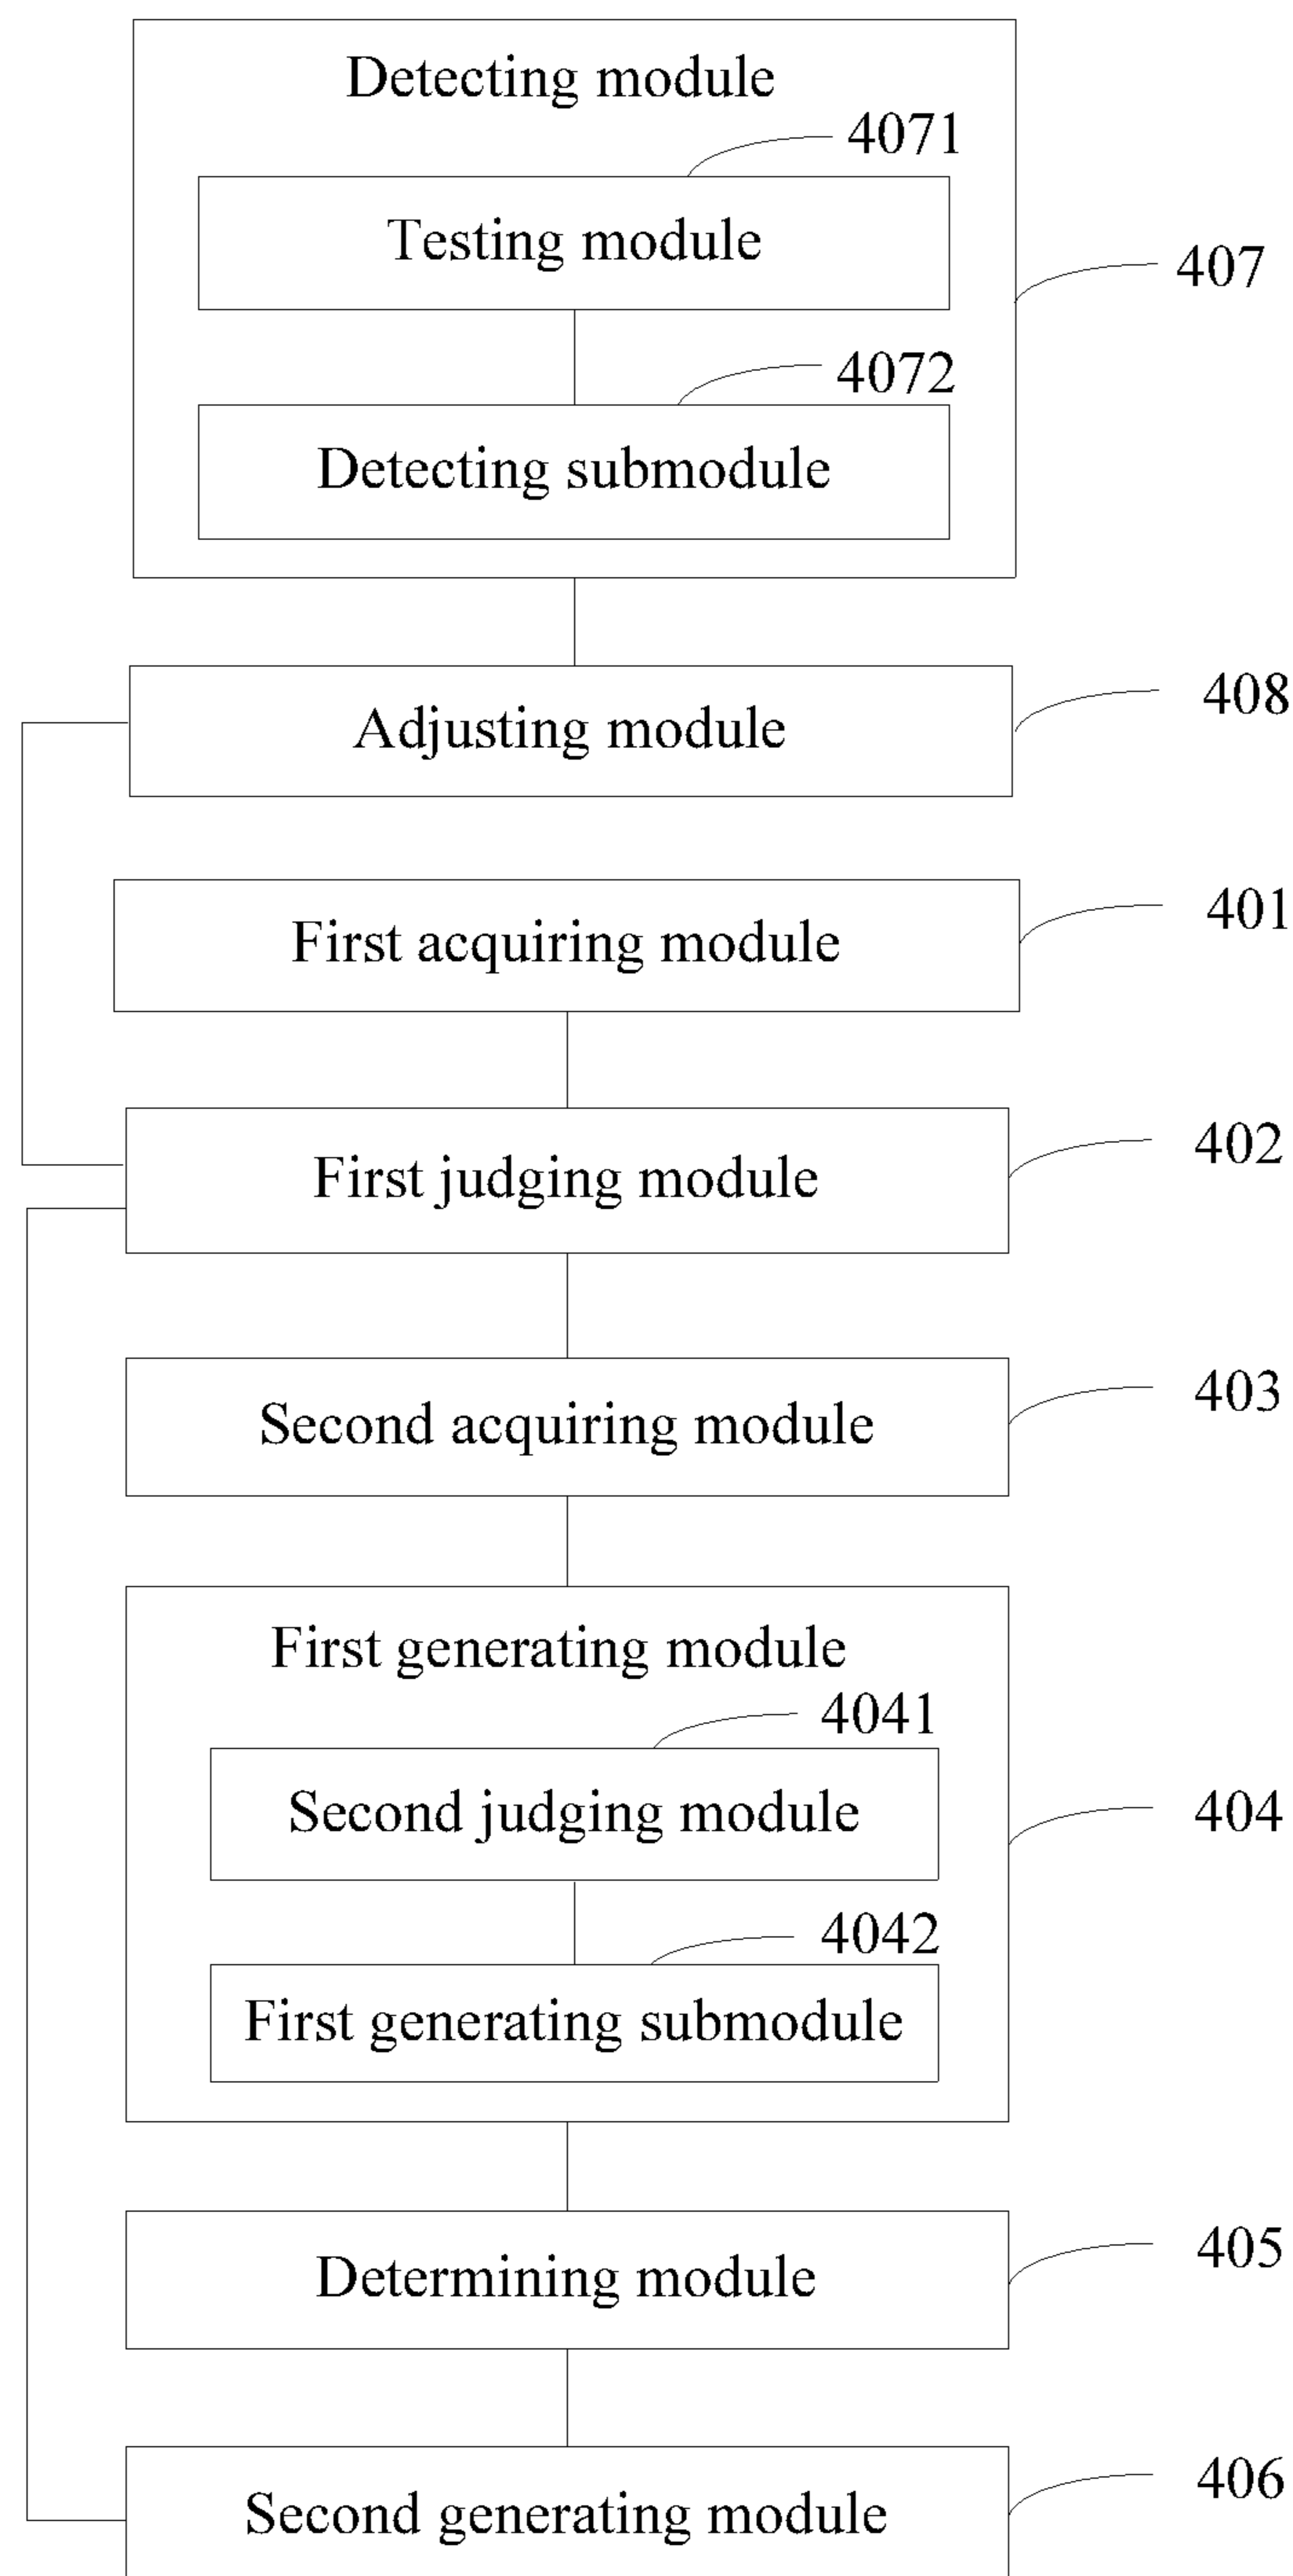 Detecting module
4071
Testing module
407
4072
Detecting submodule
408
Adjusting module
401
First acquiring module
402
First judging module
403
Second acquiring module
First generating module
4041
Second judging module
404
4042
First generating submodule
405
Determining module
406
Second generating module